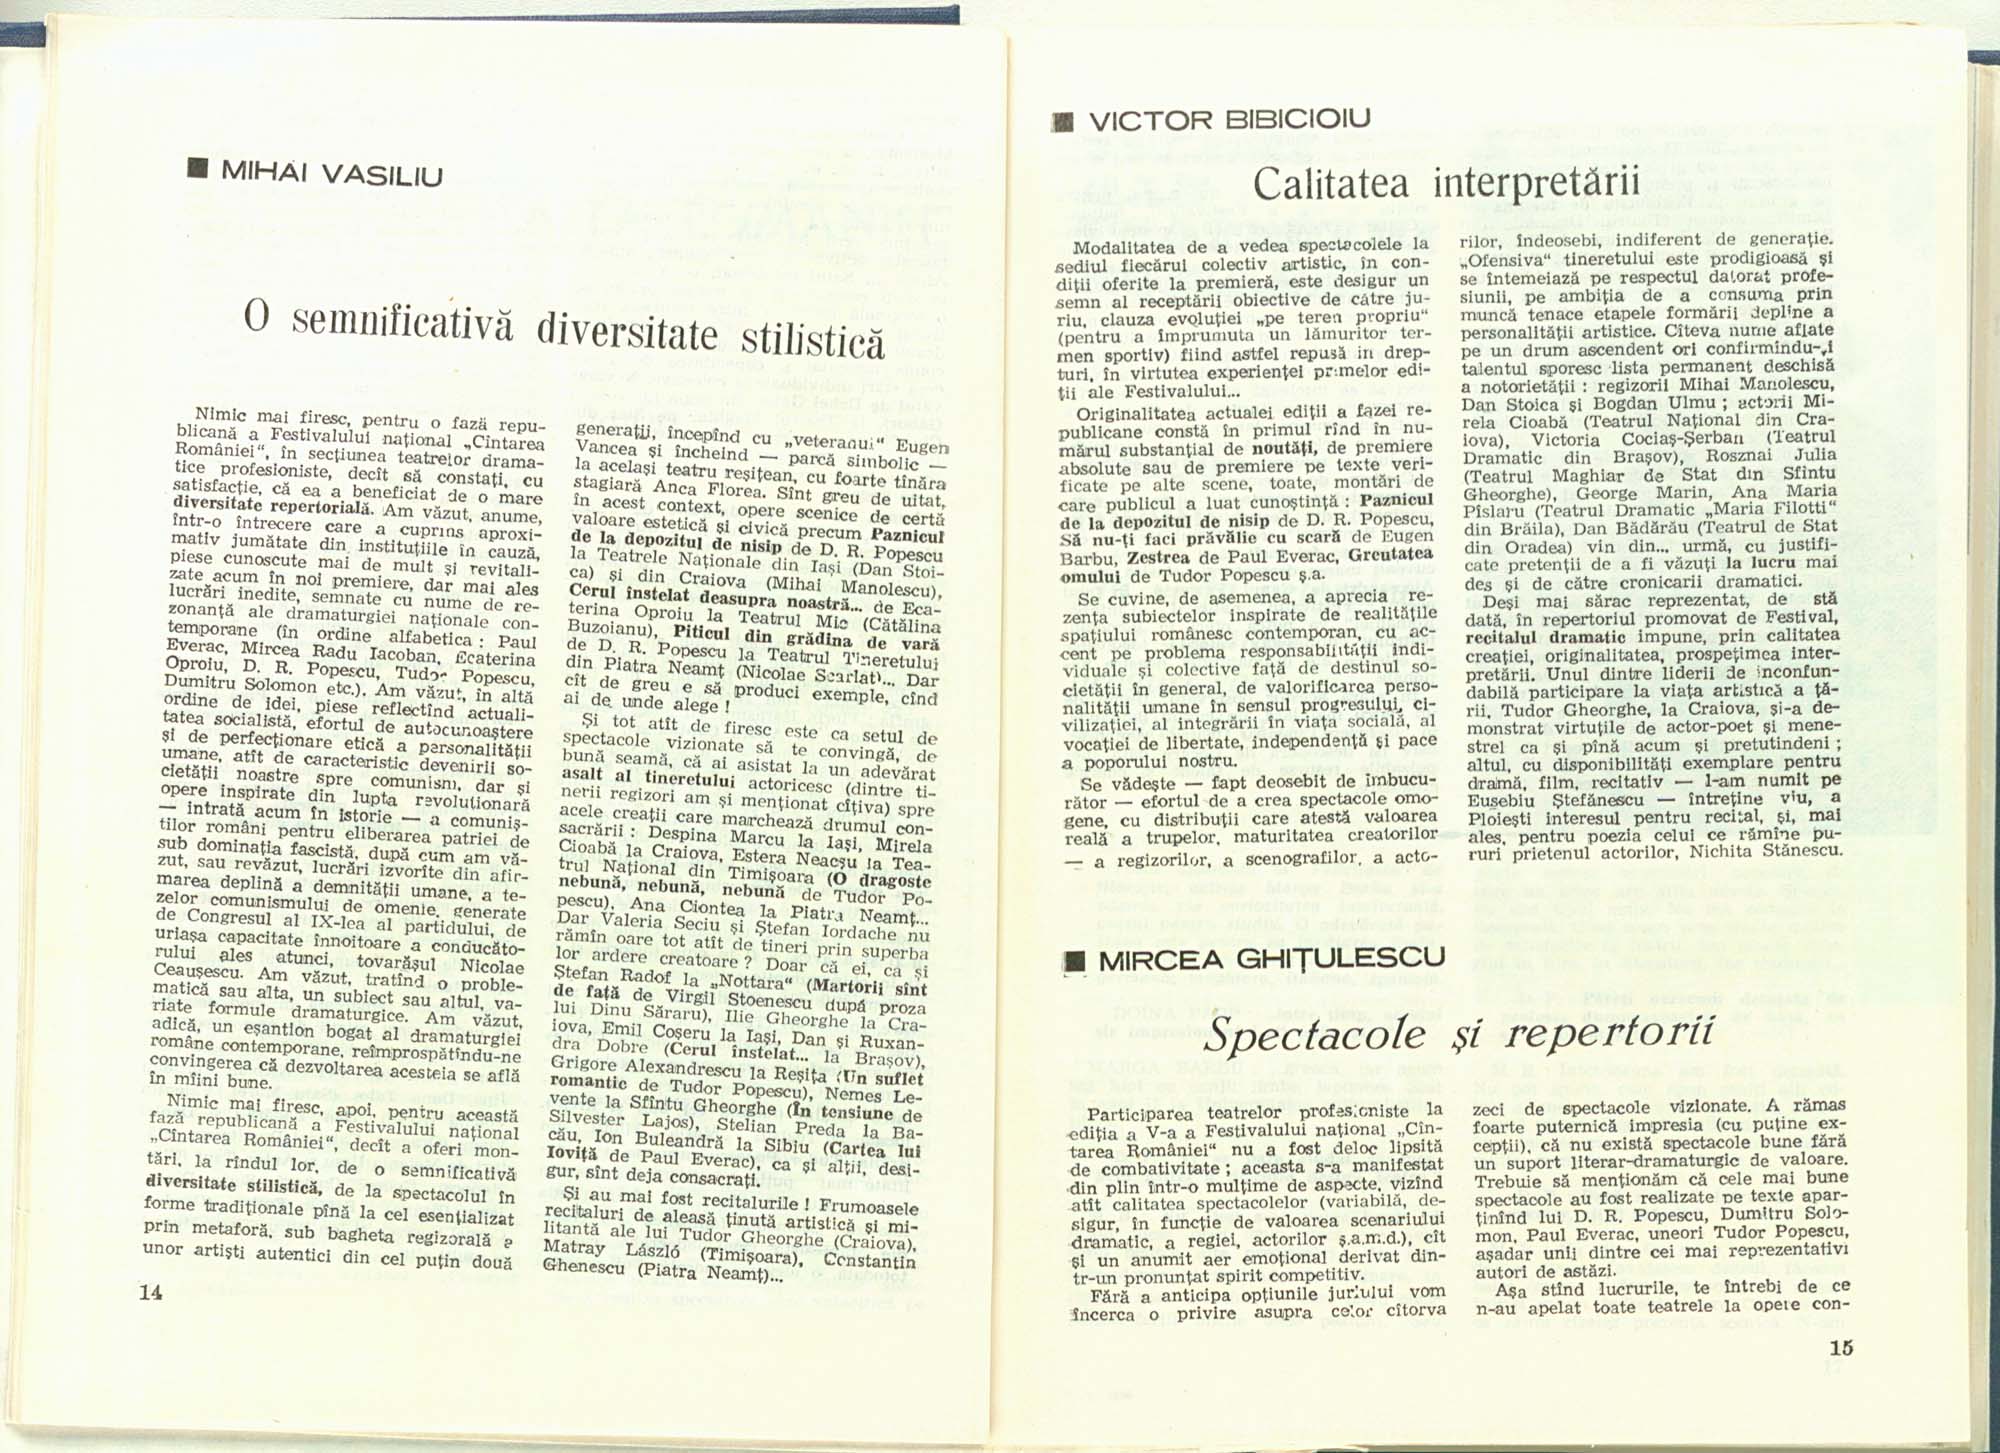 ■ MIHAI VASILIU
O semnificativă diversitate stilistică
Nimic mai firesc, pentru o fază repu-
blicană a Festivalului național „Cîntarea
României“, în secțiunea teatrelor drama-
tice profesioniste, decît să constați, cu
satisfacție, că ea a beneficiat de o mare
diversitate repertorială. Am văzut, anume,
într-o întrecere care a cuprins aproxi-
mativ jumătate din instituțiile în cauză,
piese cunoscute mai de mult și revitali-
zate acum în noi premiere, dar mai ales
lucrări inedite, semnate cu nume de re-
zonanță ale dramaturgiei naționale con-
temporane (în ordine alfabetica : Paul
Everac, Mircea Radu Iacoban, Ecaterina
Oproiu, D. R. Popescu, Tudor Popescu,
Dumitru Solomon etc.). Am văzut, în altă
ordine de idei, piese reflectînd actuali-
tatea socialistă, efortul de autocunoaștere
și de perfecționare etică a personalității
umane, atît de caracteristic devenirii so-
cietății noastre spre comunism, dar și
opere inspirate din lupta revoluționară
— intrată acum în istorie — a comuniș-
tilor români pentru eliberarea patriei de
sub dominația fascistă, după cum am vă-
zut, sau revăzut, lucrări izvorîte din afir-
marea deplină a demnității umane, a te-
zelor comunismului de omenie, generate
de Congresul al IX-lea al partidului, de
uriașa capacitate înnoitoare a conducăto-
rului ales atunci, tovarășul Nicolae
Ceaușescu. Am văzut, tratînd o proble-
matică sau alta, un subiect sau altul, va-
riate formule dramaturgice. Am văzut,
adică, un eșantion bogat al dramaturgiei
române contemporane, reîmprospătîndu-ne
convingerea că dezvoltarea acesteia se află
în mîini bune.
Nimic mai firesc, apoi, pentru această
fază republicană a Festivalului național
„Cîntarea României“, decît a oferi mon-
tări, la rîndul lor, de o semnificativă
diversitate stilistică, de la spectacolul în
forme tradiționale pînă la cel esențializat
prin metaforă, sub bagheta regizorală a
unor artiști autentici din cel puțin două
generații, începînd cu „veteranul“ Eugen
Vancea și încheind — parcă simbolic —
la același teatru reșițean, cu foarte tînăra
stagiară Anca Florea. Sînt greu de uitat,
în acest context, opere scenice de certă
valoare estetică și civică precum Paznicul
de la depozitul de nisip de D. R. Popescu
la Teatrele Naționale din Iași (Dan Stoi-
ca) și din Craiova (Mihai Manolescu),
Cerul înstelat deasupra noastră... de Eca-
terina Oproiu la Teatrul Mic (Cătălina
Buzoianu), Piticul din grădina de vară
de D. R. Popescu la Teatrul Tineretului
din Piatra Neamț (Nicolae Scarlat)... Dar
cît de greu e să produci exemple, cînd
ai de unde alege !
Și tot atît de firesc este ca setul de
spectacole vizionate să te convingă, de
bună seamă, că ai asistat la un adevărat
asalt al tineretului actoricesc (dintre ti-
nerii regizori am și menționat cîțiva) spre
acele creații care marchează drumul con-
sacrării : Despina Marcu la Iași, Mirela
Cioabă la Craiova, Estera Neacșu la Tea-
trul Național din Timișoara (O dragoste
nebună, nebună, nebună de Tudor Po-
pescu), Ana Ciontea la Piatra Neamț...
Dar Valeria Seciu și Ștefan Iordache nu
rămîn oare tot atît de tineri prin superba
lor ardere creatoare ? Doar că ei, ca și
Ștefan Radof la „Nottara“ (Martorii sînt
de față de Virgil Stoenescu după proza
lui Dinu Săraru), Ilie Gheorghe la Cra-
iova, Emil Coșeru la Iași, Dan și Ruxan-
dra Dobre (Cerul înstelat... la Brașov),
Grigore Alexandrescu la Reșița (Un suflet
romantic de Tudor Popescu), Nemes Le-
vente la Sfîntu Gheorghe (În tensiune de
Silvester Lajos), Stelian Preda la Ba-
cău, Ion Buleandră la Sibiu (Cartea lui
Ioviță de Paul Everac), ca și alții, desi-
gur, sînt deja consacrați.
Și au mai fost recitalurile ! Frumoasele
recitaluri de aleasă ținută artistică și mi-
litantă ale lui Tudor Gheorghe (Craiova),
Matray László (Timișoara), Constantin
Ghenescu (Piatra Neamț)...
14
■ VICTOR BIBICIOIU
Calitatea interpretării
Modalitatea de a vedea spectacolele la
sediul fiecărui colectiv artistic, în con-
diții oferite la premieră, este desigur un
semn al receptării obiective de către ju-
riu, clauza evoluției „pe teren propriu“
(pentru a împrumuta un lămuritor ter-
men sportiv) fiind astfel repusă in drep-
turi, în virtutea experienței primelor edi-
ții ale Festivalului...
Originalitatea actualei ediții a fazei re-
publicane constă în primul rînd în nu-
mărul substanțial de noutăți, de premiere
absolute sau de premiere pe texte veri-
ficate pe alte scene, toate, montări de
care publicul a luat cunoștință : Paznicul
de la depozitul de nisip de D. R. Popescu,
Să nu-ți faci prăvălie cu scară de Eugen
Barbu, Zestrea de Paul Everac, Greutatea
omului de Tudor Popescu ș.a.
Se cuvine, de asemenea, a aprecia re-
zența subiectelor inspirate de realitățile
spațiului românesc contemporan, cu ac-
cent pe problema responsabilității indi-
viduale și colective față de destinul so-
cietății în general, de valorificarea perso-
nalității umane în sensul progresului, ci-
vilizației, al integrării în viața socială, al
vocației de libertate, independență și pace
a poporului nostru.
Se vădește — fapt deosebit de îmbucu-
rător — efortul de a crea spectacole omo-
gene, cu distribuții care atestă valoarea
reală a trupelor, maturitatea creatorilor
— a regizorilor, a scenografilor, a acto-
rilor, îndeosebi, indiferent de generație.
„Ofensiva“ tineretului este prodigioasă și
se întemeiază pe respectul datorat profe-
siunii, pe ambiția de a consuma prin
muncă tenace etapele formării depline a
personalității artistice. Cîteva nume aflate
pe un drum ascendent ori confirmîndu-și
talentul sporesc lista permanent deschisă
a notorietății : regizorii Mihai Manolescu,
Dan Stoica și Bogdan Ulmu ; actorii Mi-
rela Cioabă (Teatrul Național din Cra-
iova), Victoria Cociaș-Șerban (Teatrul
Dramatic din Brașov), Rosznai Julia
(Teatrul Maghiar de Stat din Sfîntu
Gheorghe), George Marin, Ana Maria
Pîslaru (Teatrul Dramatic „Maria Filotti“
din Brăila), Dan Bădărău (Teatrul de Stat
din Oradea) vin din... urmă, cu justifi-
cate pretenții de a fi văzuți la lucru mai
des și de către cronicarii dramatici.
Deși mai sărac reprezentat, de stă
dată, în repertoriul promovat de Festival,
recitalul dramatic impune, prin calitatea
creației, originalitatea, prospețimea inter-
pretării. Unul dintre liderii de inconfun-
dabilă participare la viața artistică a ță-
rii, Tudor Gheorghe, la Craiova, și-a de-
monstrat virtuțile de actor-poet și mene-
strel ca și pînă acum și pretutindeni ;
altul, cu disponibilități exemplare pentru
dramă, film, recitativ — l-am numit pe
Eusebiu Ștefănescu — întreține viu, a
Ploiești interesul pentru recital, și, mai
ales, pentru poezia celui ce rămîne pu-
ruri prietenul actorilor, Nichita Stănescu.
■ MIRCEA GHIȚULESCU
Spectacole și repertorii
Participarea teatrelor profesioniste la
ediția a V-a a Festivalului național „Cîn-
tarea României“ nu a fost deloc lipsită
de combativitate ; aceasta s-a manifestat
din plin într-o mulțime de aspecte, vizînd
atît calitatea spectacolelor (variabilă, de-
sigur, în funcție de valoarea scenariului
dramatic, a regiei, actorilor ș.a.m.d.), cît
și un anumit aer emoțional derivat din-
tr-un pronunțat spirit competitiv.
Fără a anticipa opțiunile juriului vom
încerca o privire asupra celor cîtorva
zeci de spectacole vizionate. A rămas
foarte puternică impresia (cu puține ex-
cepții), că nu există spectacole bune fără
un suport literar-dramaturgic de valoare.
Trebuie să menționăm că cele mai bune
spectacole au fost realizate pe texte apar-
ținînd lui D. R. Popescu, Dumitru Solo-
mon, Paul Everac, uneori Tudor Popescu,
așadar unii dintre cei mai reprezentativi
autori de astăzi.
Așa stînd lucrurile, te întrebi de ce
n-au apelat toate teatrele la opere con-
15